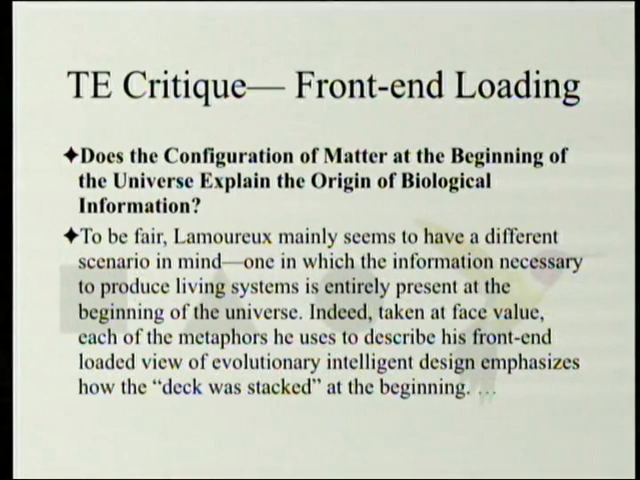 TE Critique— Front-end Loading
✦Does the Configuration of Matter at the Beginning of
the Universe Explain the Origin of Biological
Information?
✦To be fair, Lamoureux mainly seems to have a different
scenario in mind—one in which the information necessary
to produce living systems is entirely present at the
beginning of the universe. Indeed, taken at face value,
each of the metaphors he uses to describe his front-end
loaded view of evolutionary intelligent design emphasizes
how the “deck was stacked” at the beginning. …